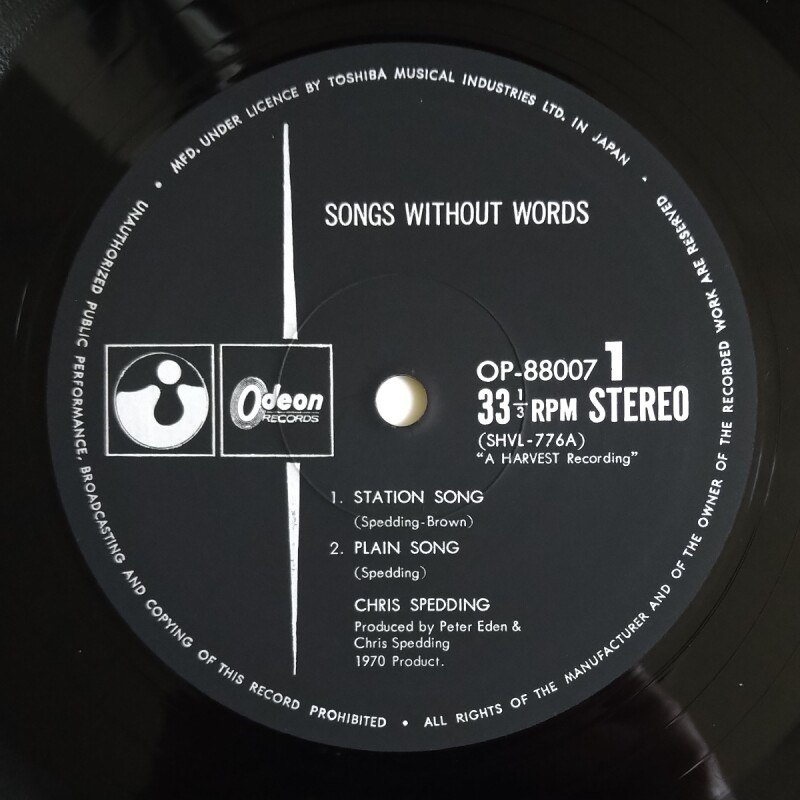 MFD. UNDER LICENCE BY TOSHIBA MUSICAL INDUSTRIES LTD. IN JAPAN •
SONGS WITHOUT WORDS
Odeon
RECORDS
OP-88007 1
33 1/3 RPM STEREO
(SHVL-776A)
"A HARVEST Recording"
1. STATION SONG
(Spedding-Brown)
2. PLAIN SONG
(Spedding)
CHRIS SPEDDING
Produced by Peter Eden &
Chris Spedding
1970 Product.
ALL RIGHTS OF THE MANUFACTURER AND OF THE OWNER OF THE RECORDED WORK ARE RESERVED
• UNAUTHORIZED PUBLIC PERFORMANCE, BROADCASTING AND COPYING OF THIS RECORD PROHIBITED •